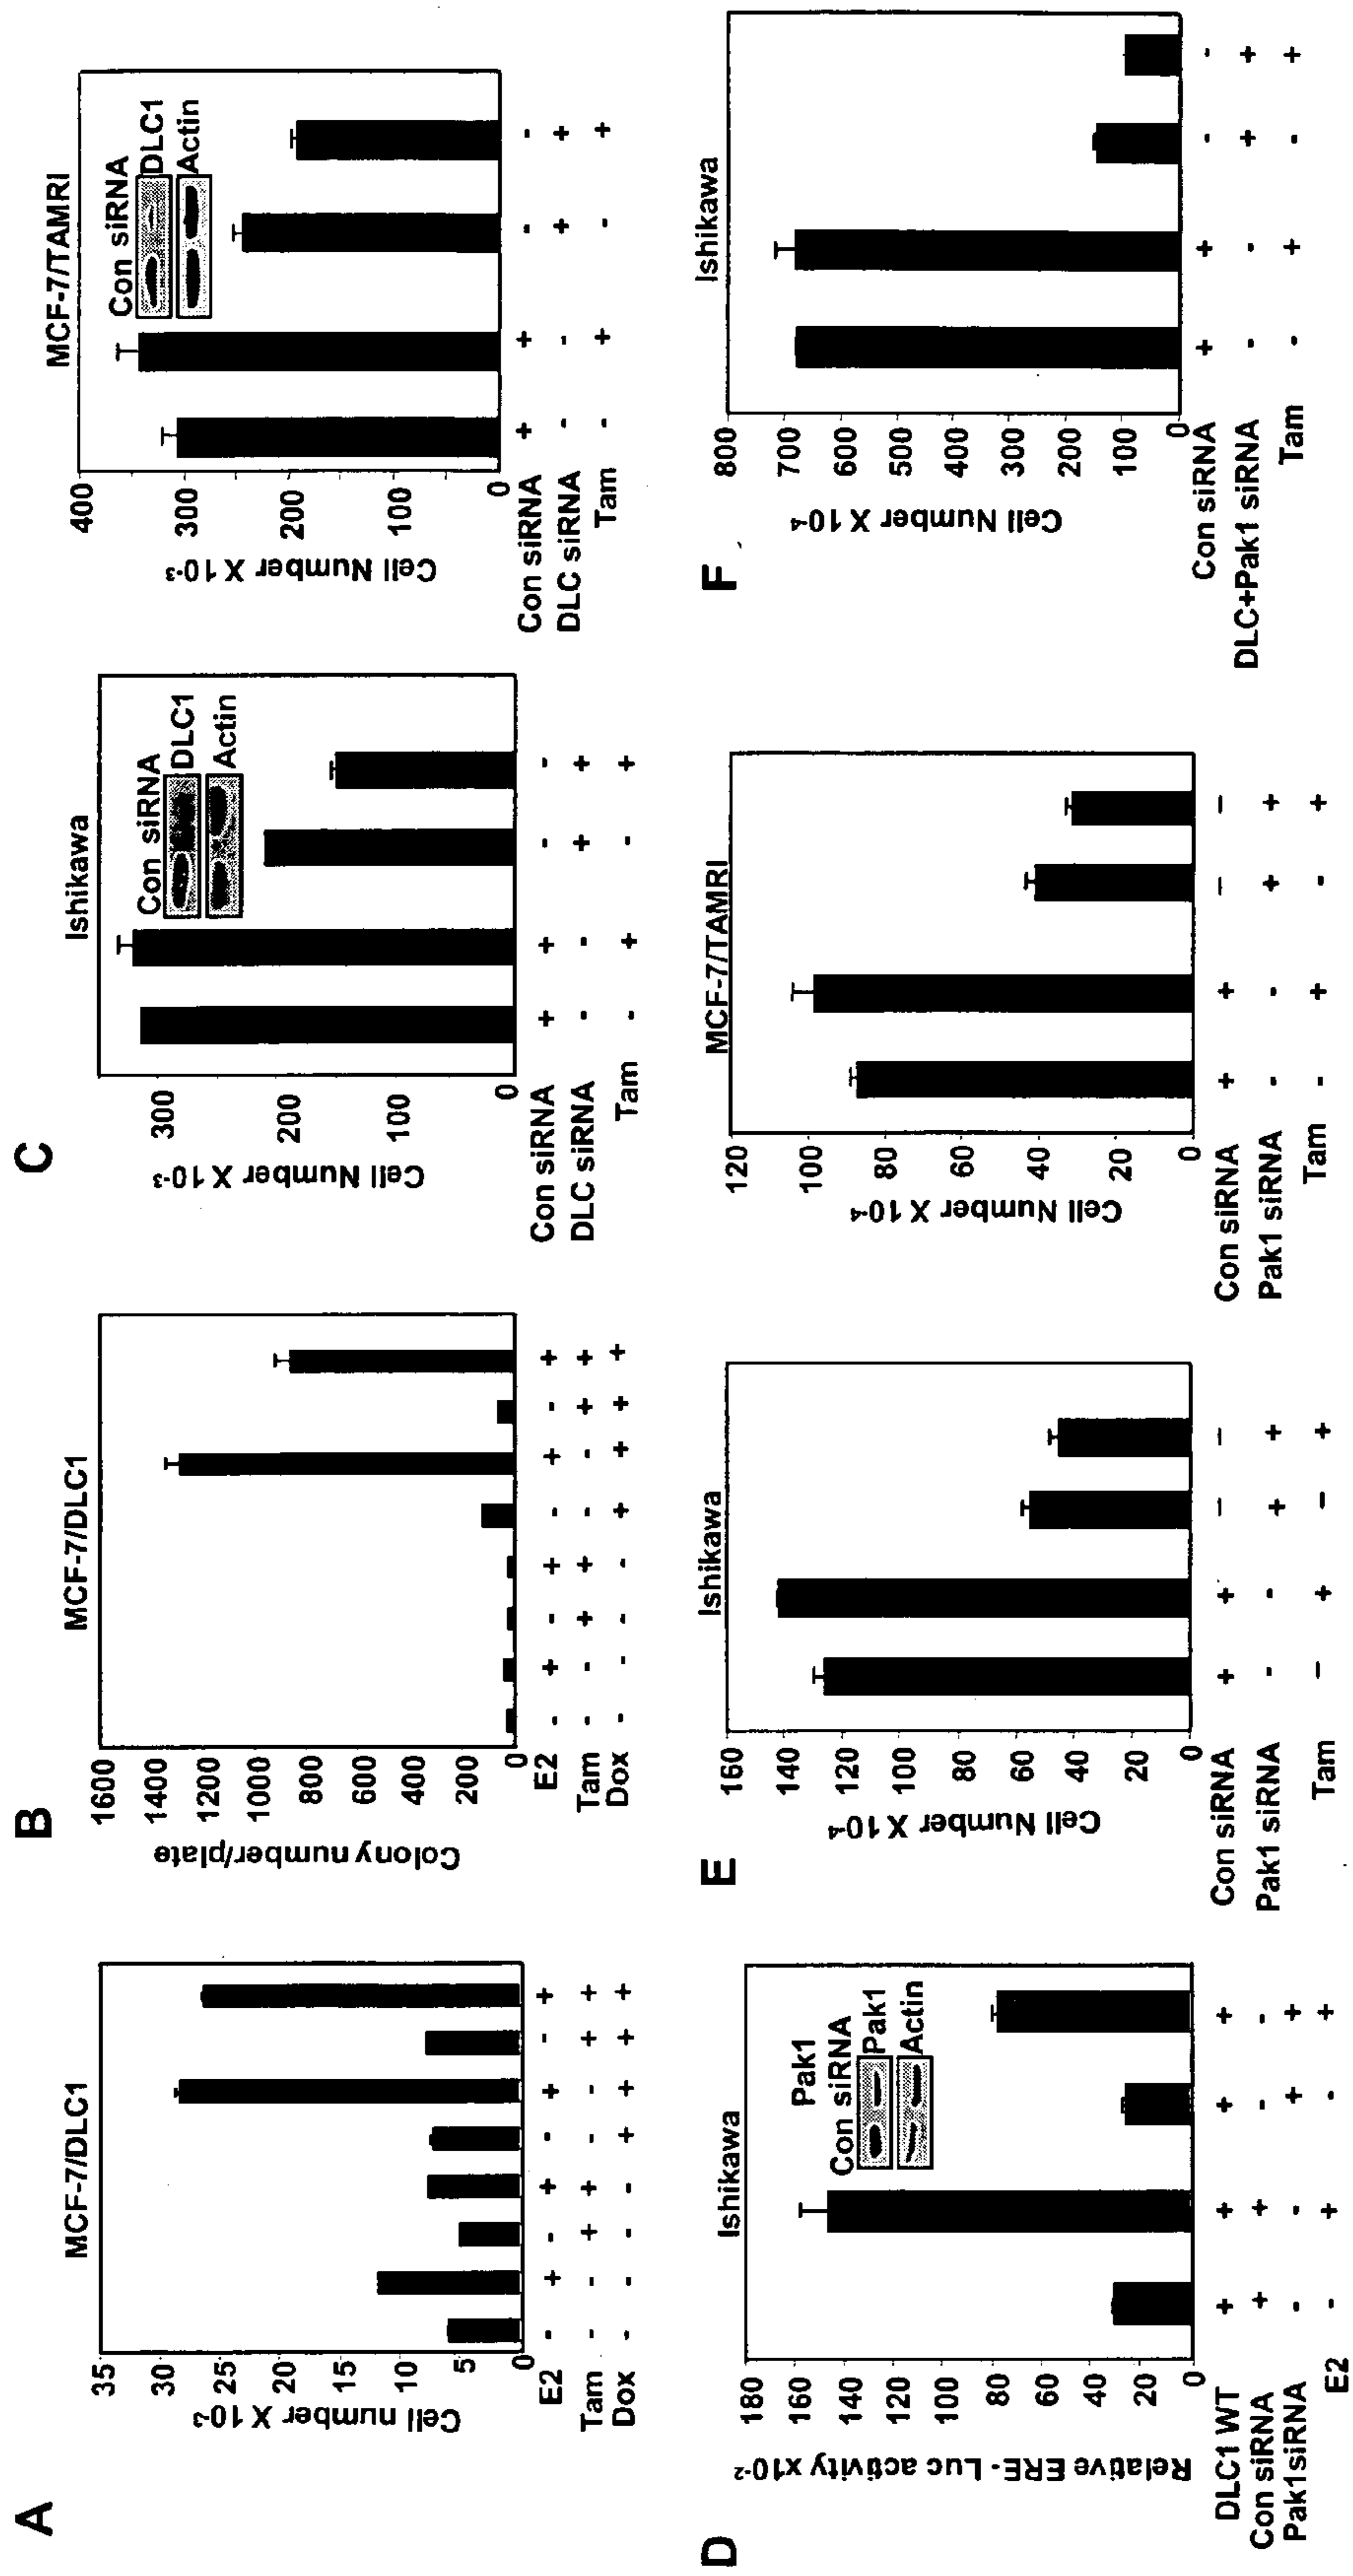 A
MCF-7/DLC1
Cell number X 10-3
35
30
25
20
15
10
5
0
E2 - + - + - + - +
Tam - - + + - - + +
Dox - - - - + + + +
B
MCF-7/DLC1
Colony number/plate
1600
1400
1200
1000
800
600
400
200
0
E2 - + - + - + - +
Tam - - + + - - + +
Dox - - - - + + + +
C
Ishikawa
Cell Number X 10-3
300
200
100
0
Con siRNA
DLC1
Actin
Con siRNA + + - -
DLC siRNA - - + +
Tam - + - +
MCF-7/TAMRI
Cell Number X 10-3
400
300
200
100
0
Con siRNA
DLC1
Actin
Con siRNA + + - -
DLC siRNA - - + +
Tam - + - +
D
Ishikawa
Relative ERE-Luc activity x10-2
180
160
140
120
100
80
60
40
20
0
Pak1
Con siRNA
Pak1
Actin
DLC1 WT + + + +
Con siRNA + + - -
Pak1siRNA - - + +
E2 - + - +
E
Ishikawa
Cell Number X 10-4
160
140
120
100
80
60
40
20
0
Con siRNA + + – –
Pak1 siRNA - - + +
Tam – + – +
MCF-7/TAMRI
Cell Number X 10-4
120
100
80
60
40
20
0
Con siRNA + + – –
Pak1 siRNA - - + +
Tam - + - +
F
Ishikawa
Cell Number X 10-4
800
700
600
500
400
300
200
100
0
Con siRNA + + - -
DLC+Pak1 siRNA - - + +
Tam - + - +